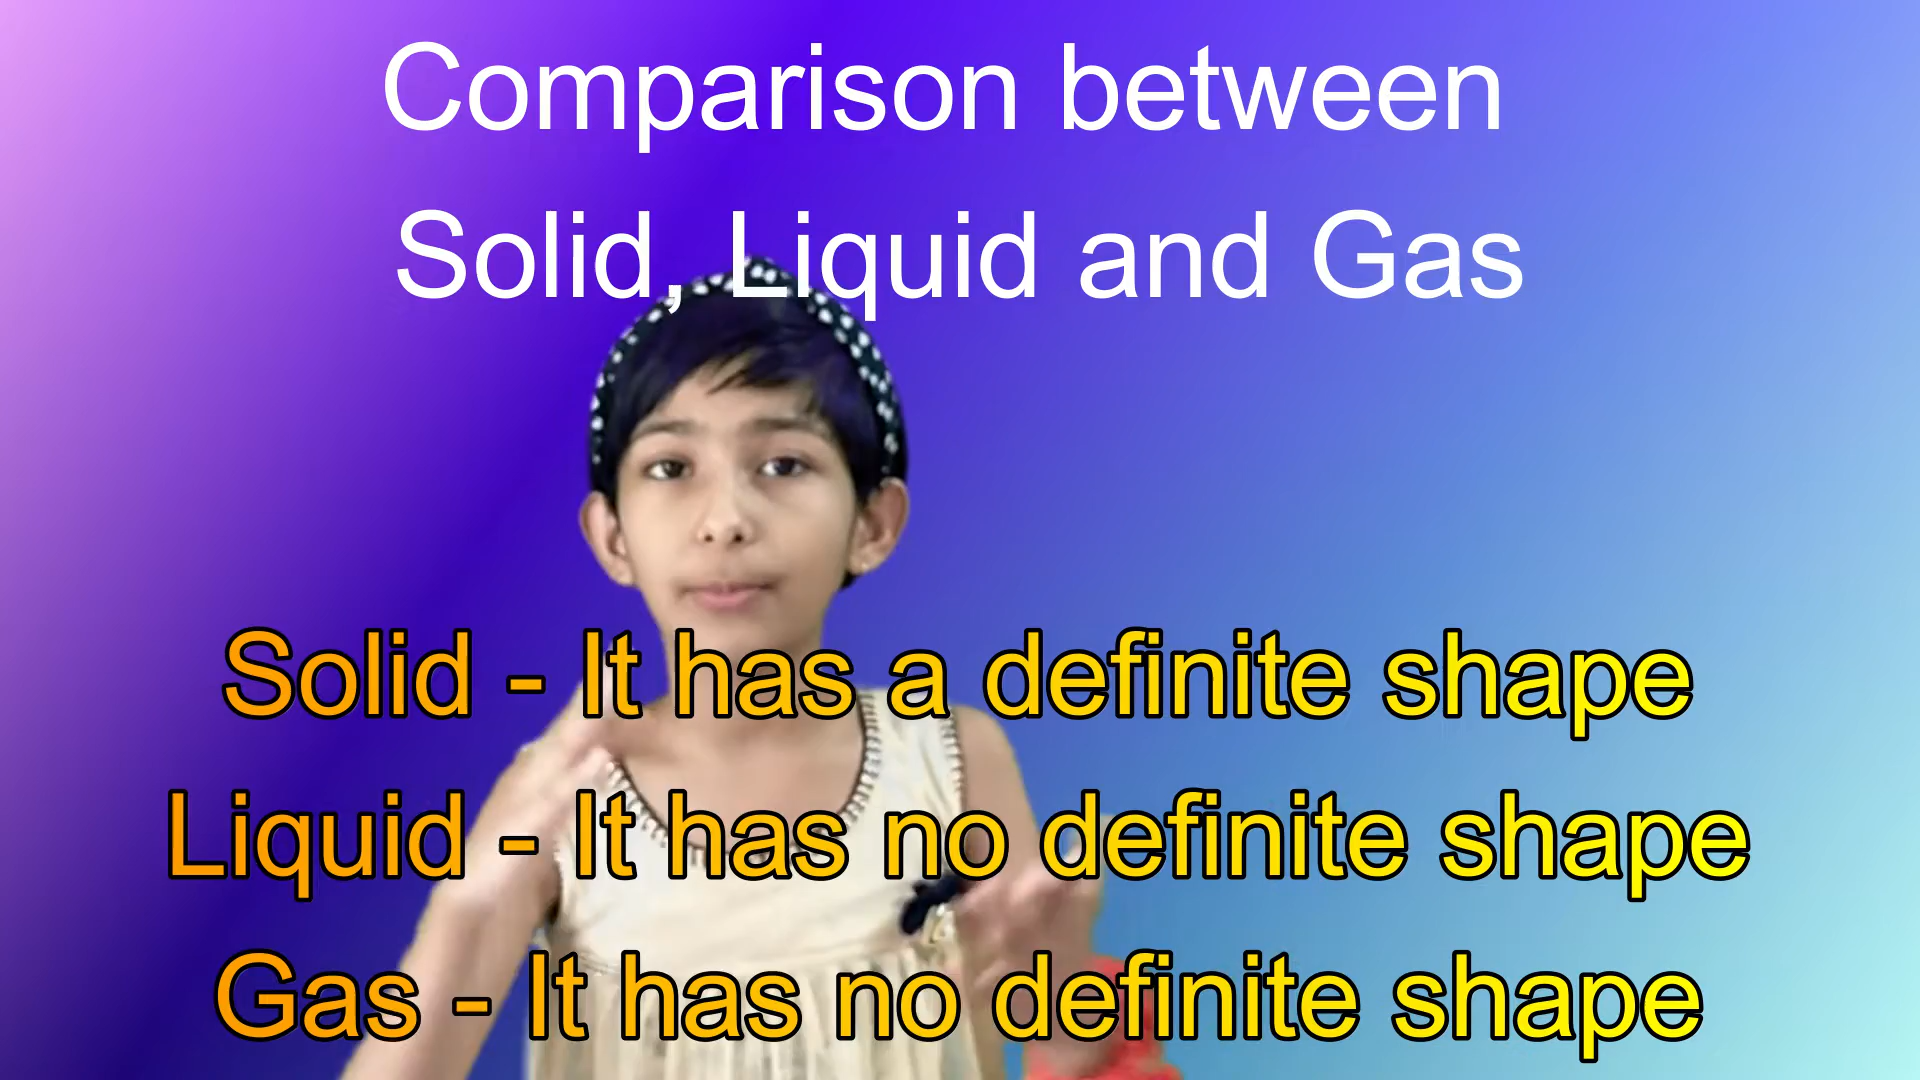 Comparison between
Solid, Liquid and Gas
Solid - It has a definite shape
Liquid - It has no definite shape
Gas - It has no definite shape